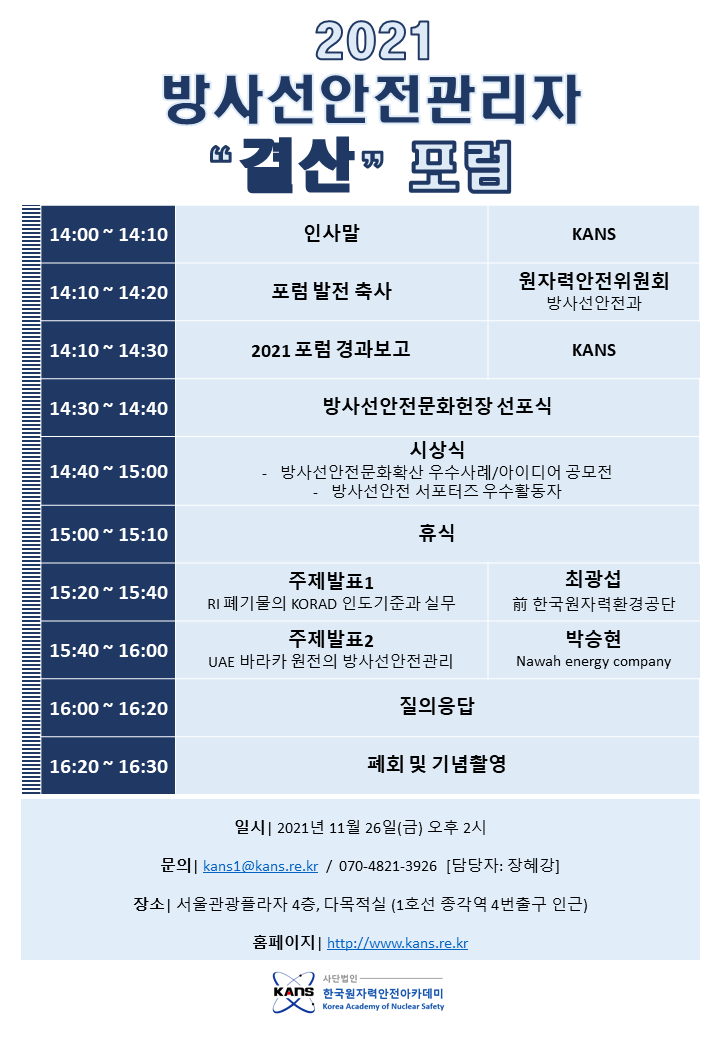 2021
방사선안전관리자
“결산” 포럼
14:00 ~ 14:10 인사말 KANS
14:10 ~ 14:20 포럼 발전 축사 원자력안전위원회
방사선안전과
14:10 ~ 14:30 2021 포럼 경과보고 KANS
14:30 ~ 14:40 방사선안전문화헌장 선포식
14:40 ~ 15:00 시상식
- 방사선안전문화확산 우수사례/아이디어 공모전
- 방사선안전 서포터즈 우수활동자
15:00 ~ 15:10 휴식
15:20 ~ 15:40 주제발표1 최광섭
RI 폐기물의 KORAD 인도기준과 실무 前 한국원자력환경공단
15:40 ~ 16:00 주제발표2 박승현
UAE 바라카 원전의 방사선안전관리 Nawah energy company
16:00 ~ 16:20 질의응답
16:20 ~ 16:30 폐회 및 기념촬영
일시| 2021년 11월 26일(금) 오후 2시
문의| kans1@kans.re.kr / 070-4821-3926 [담당자: 장혜강]
장소| 서울관광플라자 4층, 다목적실 (1호선 종각역 4번출구 인근)
홈페이지| http://www.kans.re.kr
KANS
사단법인
한국원자력안전아카데미
Korea Academy of Nuclear Safety